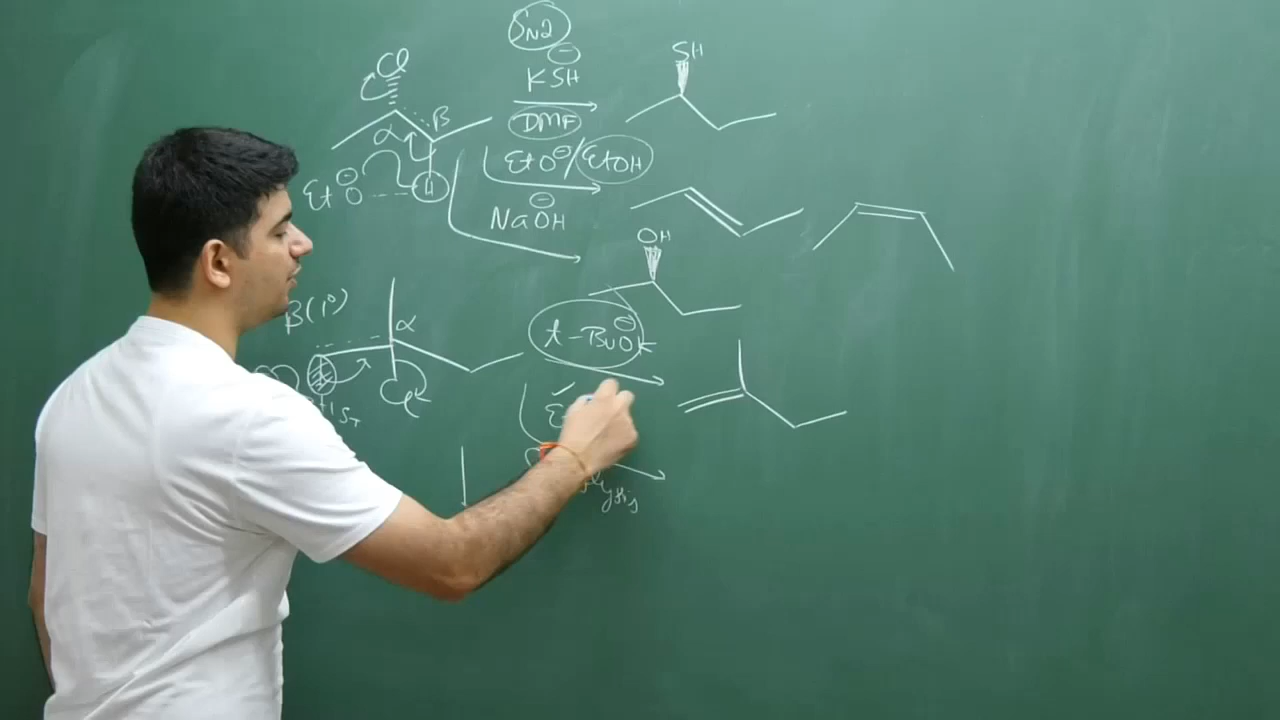 SN2
Cl
KSH⊖
SH
DMF
α β
EtO⊖/EtOH
EtO⊖ H
NaOH⊖
OH
β(1°)
α
t-BuO⊖K
Cl